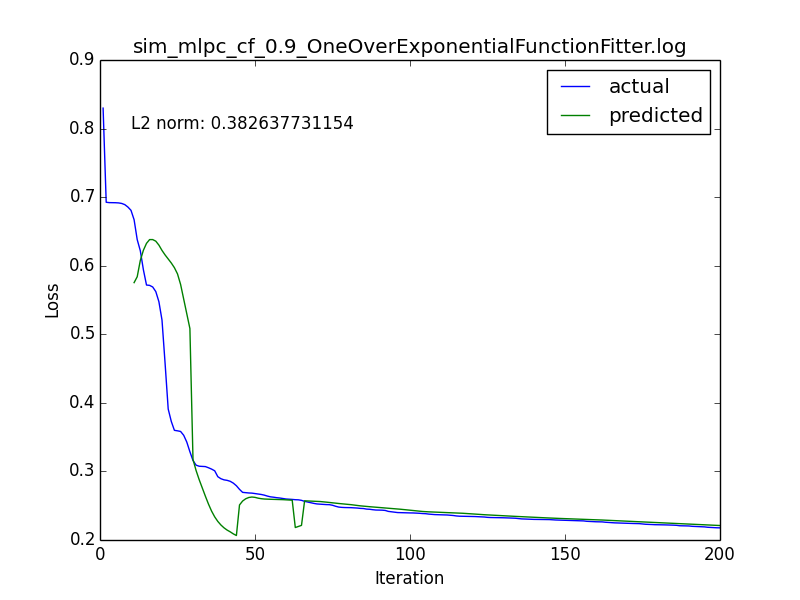 sim_mlpc_cf_0.9_OneOverExponentialFunctionFitter.log
0.9
actual
predicted
L2 norm: 0.382637731154
0.8
0.7
0.6
0.5
0.4
0.3
0.2
Loss
0 50 100 150 200
Iteration